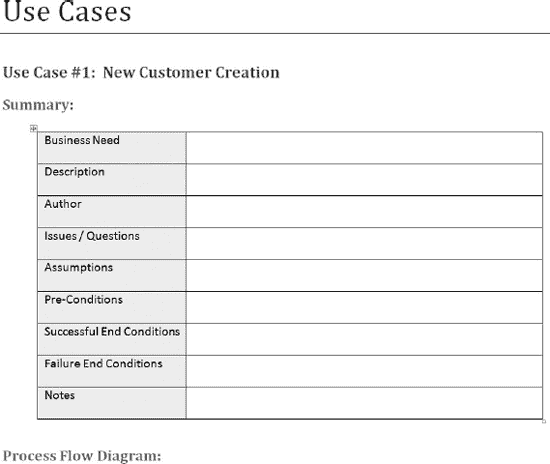 Use Cases
Use Case #1: New Customer Creation
Summary:
Business Need
Description
Author
Issues / Questions
Assumptions
Pre-Conditions
Successful End Conditions
Failure End Conditions
Notes
Process Flow Diagram: